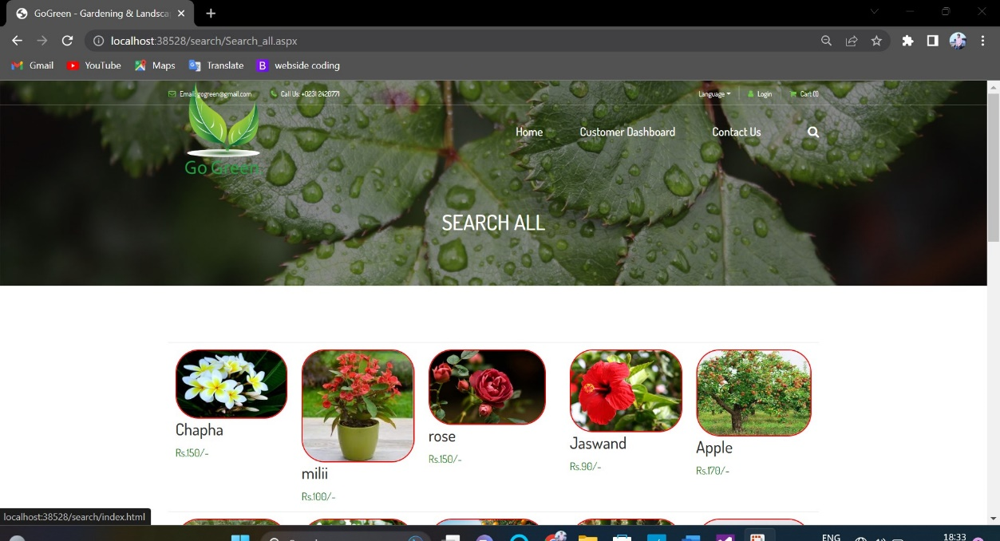 GoGreen - Gardening & Landsca
localhost:38528/search/Search_all.aspx
Gmail YouTube Maps Translate B webside coding
Email: gogreen@gmail.com Call Us: +0231 2420771 Language Login Cart (1)
Home Customer Dashboard Contact Us
Go Green
SEARCH ALL
Chapha
Rs.150/-
milii
Rs.100/-
rose
Rs.150/-
Jaswand
Rs.90/-
Apple
Rs.170/-
localhost:38528/search/index.html
ENG
18:33